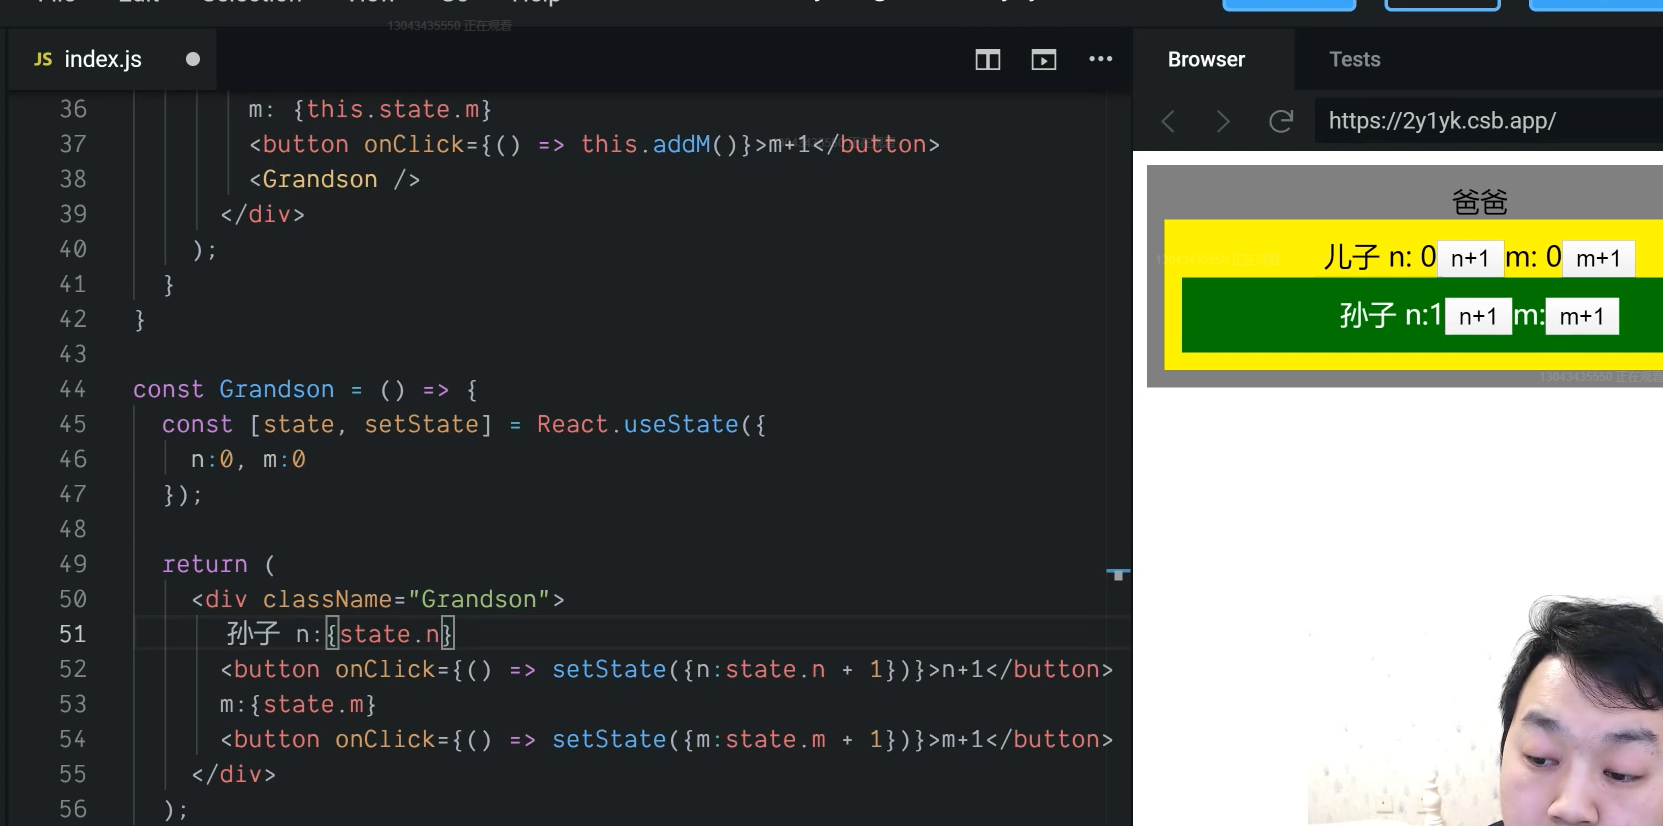 13043435550 正在观看
JS index.js
Browser
Tests
https://2y1yk.csb.app/
36 m: {this.state.m}
37 <button onClick={() => this.addM()}>m+1</button>
38 <Grandson />
39 </div>
40 );
41 }
42 }
43
44 const Grandson = () => {
45 const [state, setState] = React.useState({
46 n:0, m:0
47 });
48
49 return (
50 <div className="Grandson">
51 孙子 n:{state.n}
52 <button onClick={() => setState({n:state.n + 1})}>n+1</button>
53 m:{state.m}
54 <button onClick={() => setState({m:state.m + 1})}>m+1</button>
55 </div>
56 );
爸爸
儿子 n: 0 n+1 m: 0 m+1
13043435550 正在观看
孙子 n:1 n+1 m: m+1
13043435550 正在观看